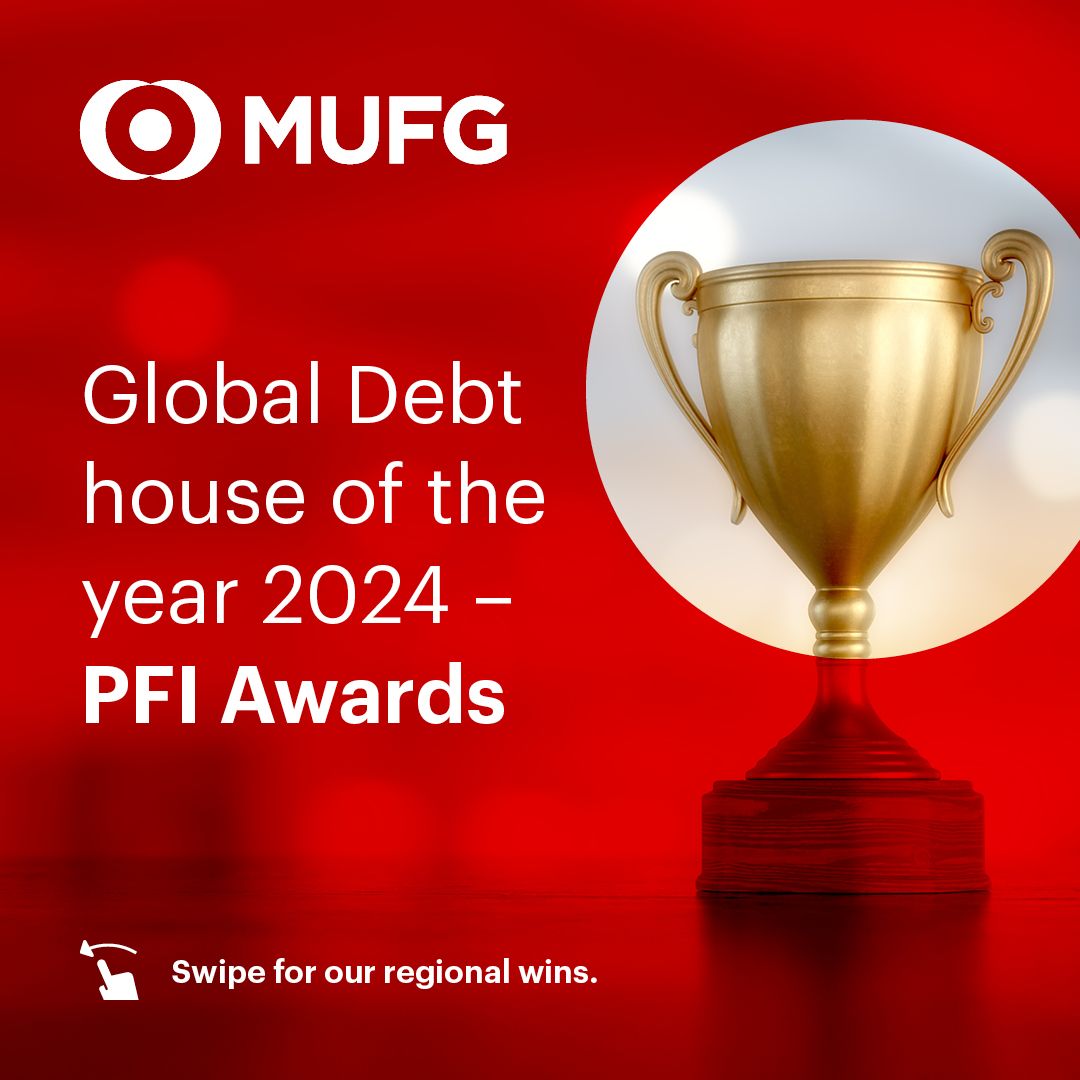 MUFG
Global Debt
house of the
year 2024 –
PFI Awards
Swipe for our regional wins.